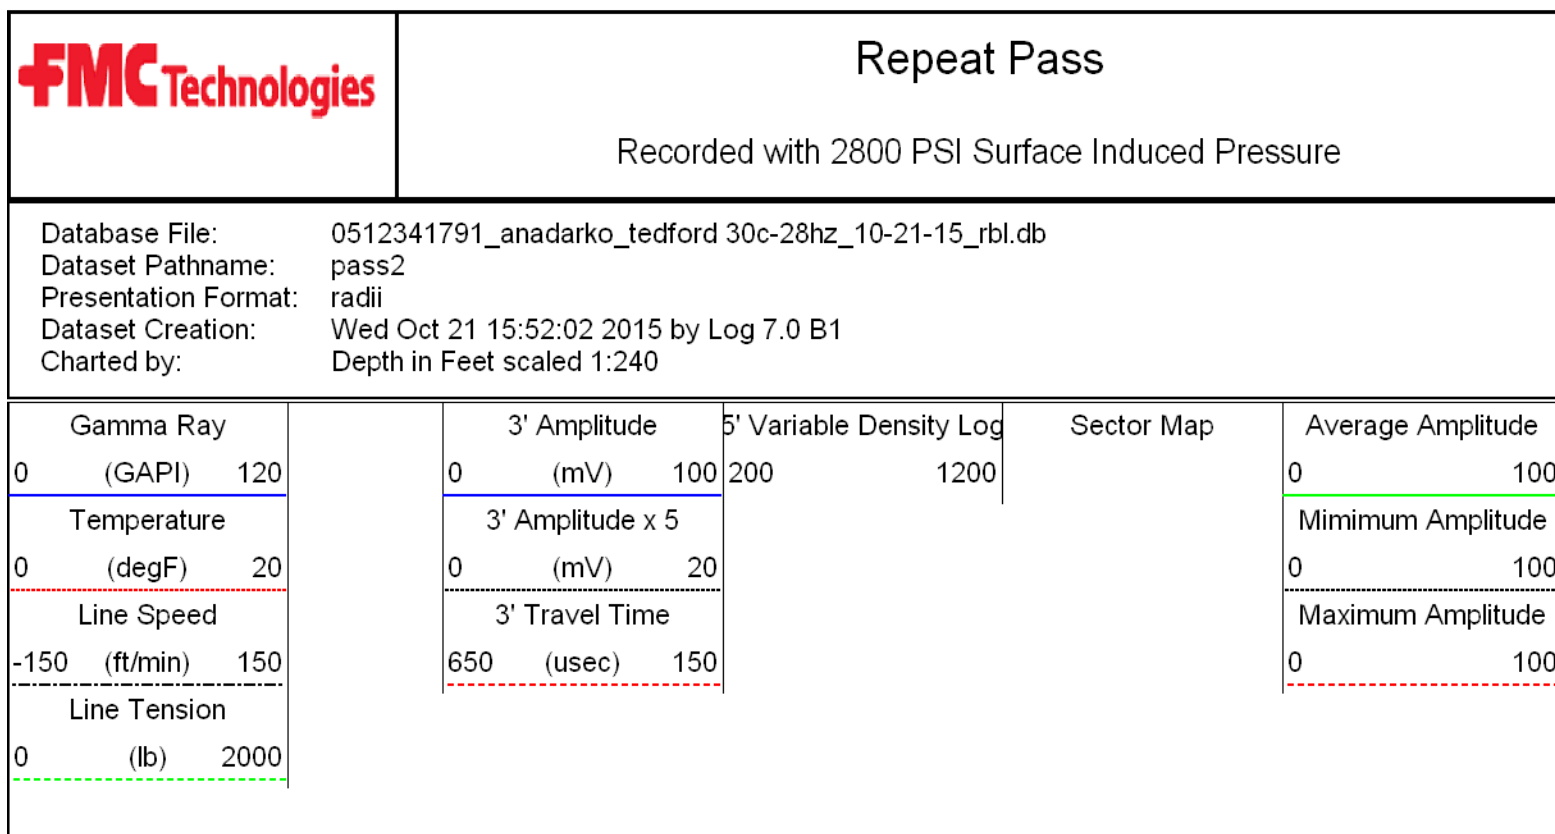 FMC Technologies
Repeat Pass
Recorded with 2800 PSI Surface Induced Pressure
Database File: 0512341791_anadarko_tedford 30c-28hz_10-21-15_rbl.db
Dataset Pathname: pass2
Presentation Format: radii
Dataset Creation: Wed Oct 21 15:52:02 2015 by Log 7.0 B1
Charted by: Depth in Feet scaled 1:240
Gamma Ray 3' Amplitude 5' Variable Density Log Sector Map Average Amplitude
0 (GAPI) 120 0 (mV) 100 200 1200 0 100
Temperature 3' Amplitude x 5 Mimimum Amplitude
0 (degF) 20 0 (mV) 20 0 100
Line Speed 3' Travel Time Maximum Amplitude
-150 (ft/min) 150 650 (usec) 150 0 100
Line Tension
0 (lb) 2000